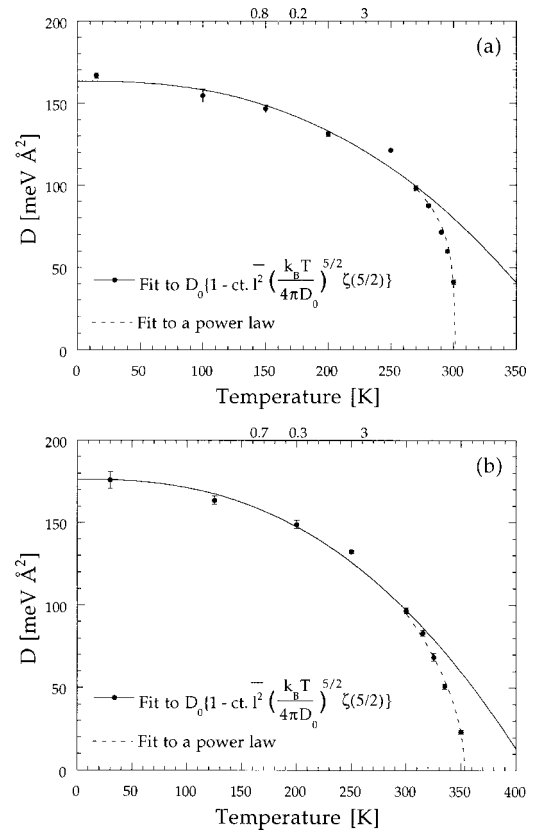 0.8 0.2 3
200
(a)
150
D [meV Å²]
100
50
Fit to D₀{1 - ct. l² (k_B T / 4πD₀)^5/2 ζ(5/2)}
Fit to a power law
0
0 50 100 150 200 250 300 350
Temperature [K]
0.7 0.3 3
200
(b)
150
D [meV Å²]
100
50
Fit to D₀{1 - ct. l² (k_B T / 4πD₀)^5/2 ζ(5/2)}
Fit to a power law
0
0 50 100 150 200 250 300 350 400
Temperature [K]